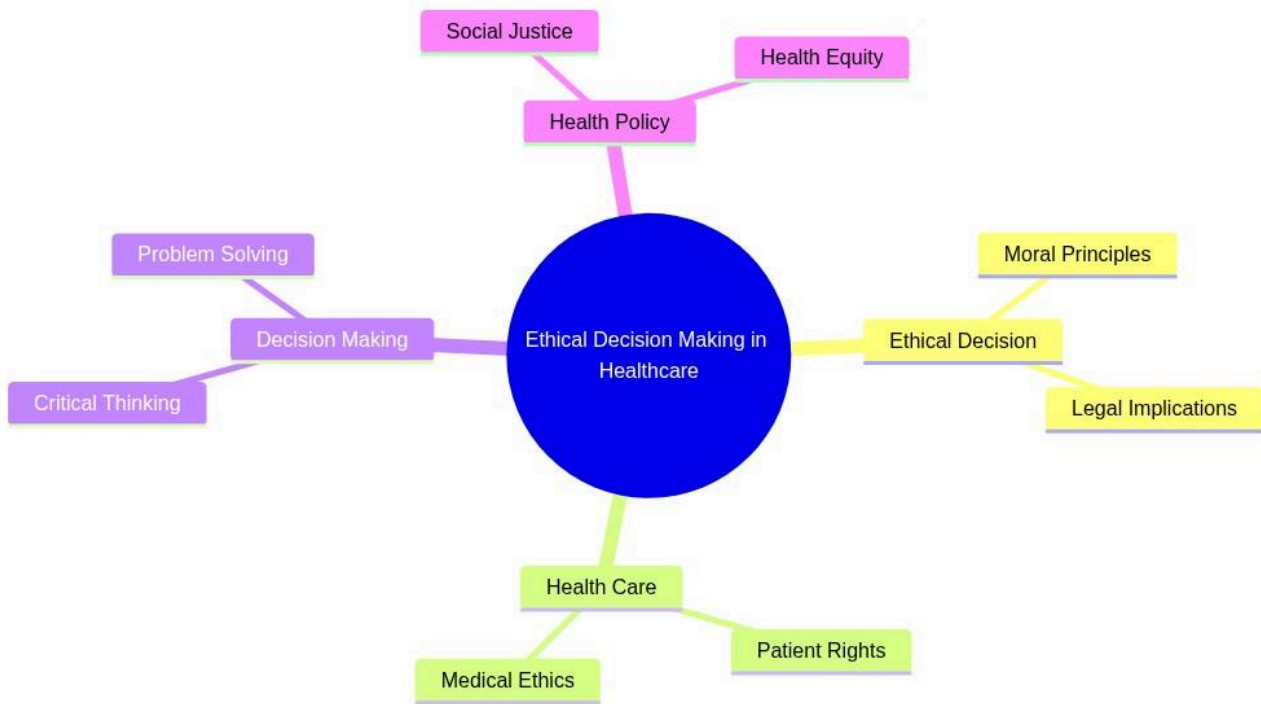 Social Justice
Health Equity
Health Policy
Problem Solving
Moral Principles
Decision Making
Ethical Decision Making in
Healthcare
Ethical Decision
Critical Thinking
Legal Implications
Health Care
Patient Rights
Medical Ethics